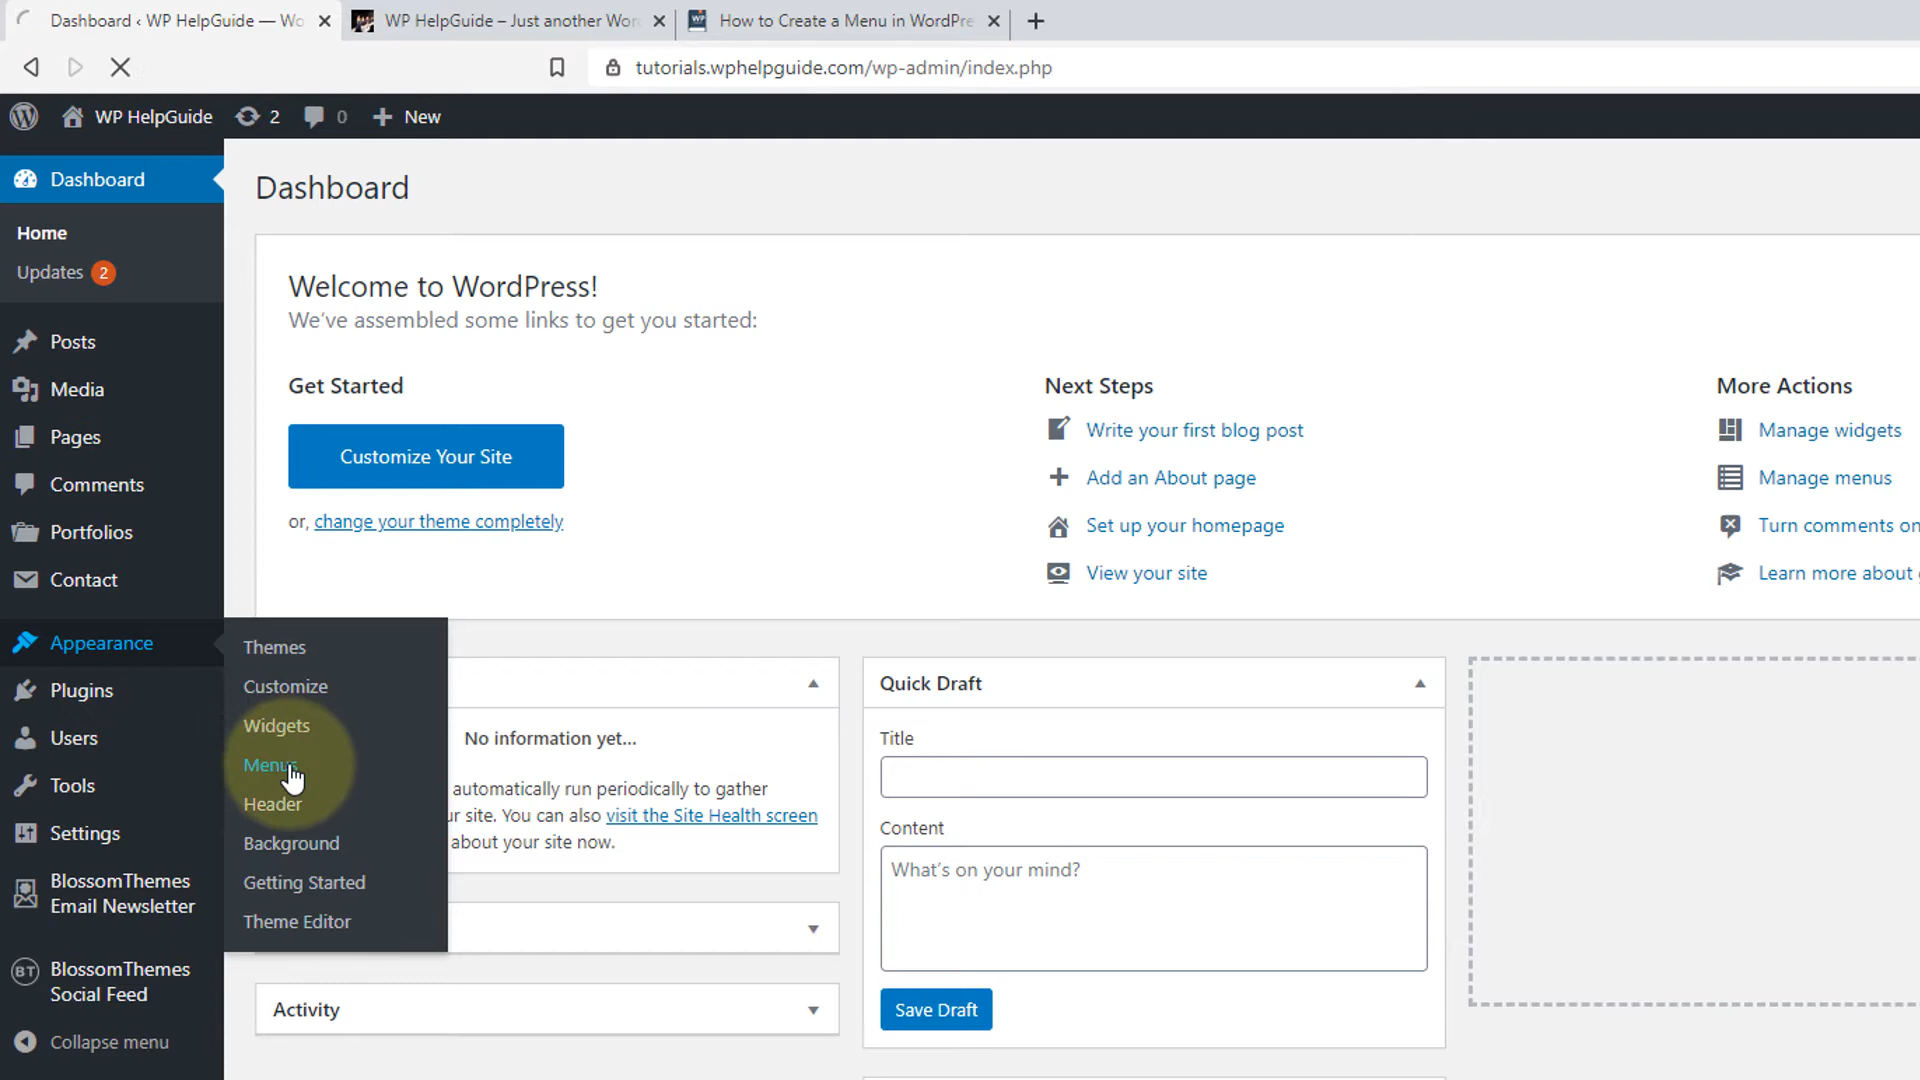 Dashboard ‹ WP HelpGuide — Wo
WP HelpGuide – Just another Wor
How to Create a Menu in WordPre
tutorials.wphelpguide.com/wp-admin/index.php
WP HelpGuide 2 0 + New
Dashboard
Home
Updates 2
Posts
Media
Pages
Comments
Portfolios
Contact
Appearance
Plugins
Users
Tools
Settings
BlossomThemes
Email Newsletter
BT BlossomThemes
Social Feed
Collapse menu
Themes
Customize
Widgets
Menus
Header
Background
Getting Started
Theme Editor
Dashboard
Welcome to WordPress!
We've assembled some links to get you started:
Get Started
Customize Your Site
or, change your theme completely
Next Steps
Write your first blog post
Add an About page
Set up your homepage
View your site
More Actions
Manage widgets
Manage menus
Turn comments on
Learn more about
No information yet...
automatically run periodically to gather
ur site. You can also visit the Site Health screen
about your site now.
Activity
Quick Draft
Title
Content
What's on your mind?
Save Draft